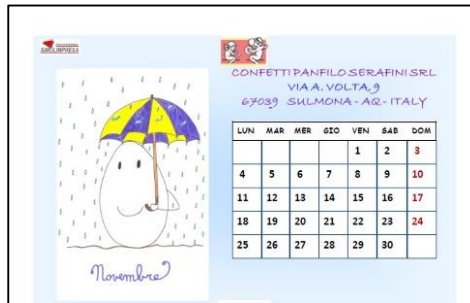 SIMOLIMPRESA
CONFETTI PANFILO SERAFINI SRL
VIA A. VOLTA, 9
67039 SULMONA - AQ - ITALY
LUN MAR MER GIO VEN SAB DOM
1 2 3
4 5 6 7 8 9 10
11 12 13 14 15 16 17
18 19 20 21 22 23 24
25 26 27 28 29 30
Novembre